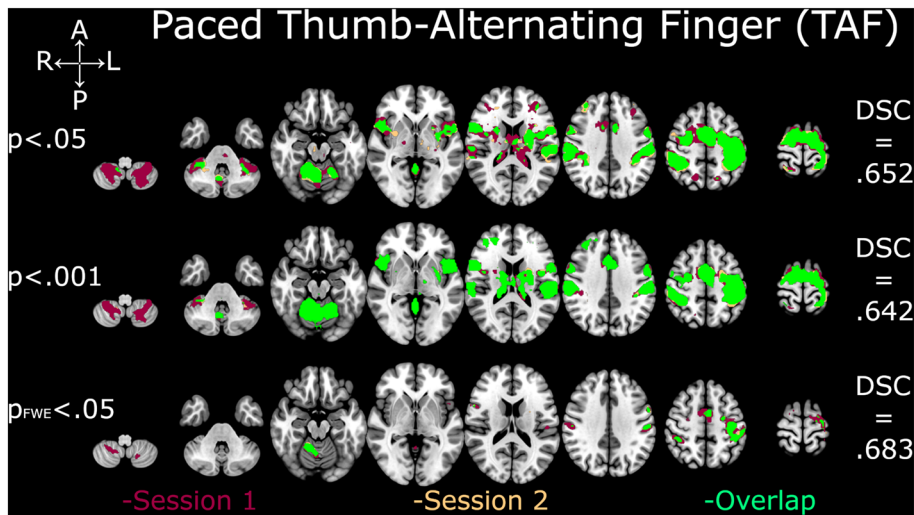 Paced Thumb-Alternating Finger (TAF)
A
R L
P
p<.05
DSC
=
.652
p<.001
DSC
=
.642
pFWE<.05
DSC
=
.683
-Session 1 -Session 2 -Overlap